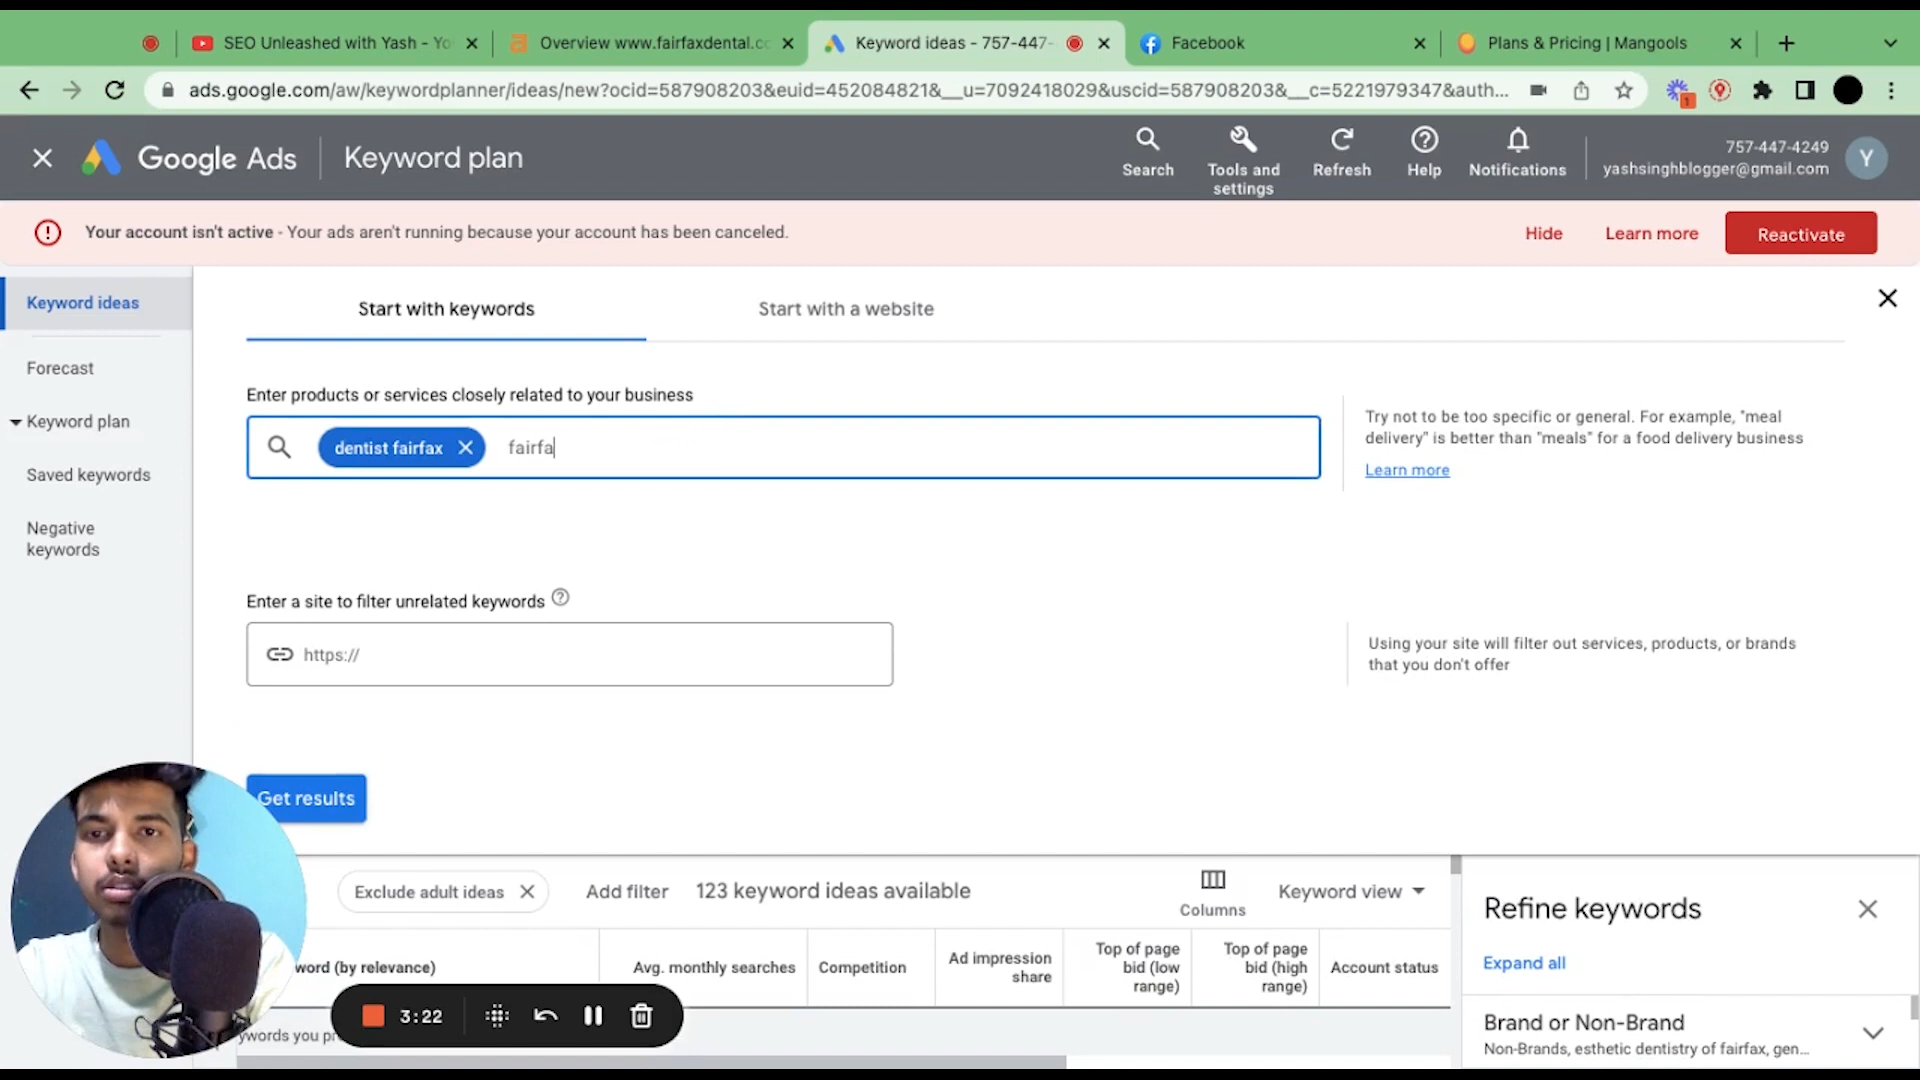 SEO Unleashed with Yash - Yo
Overview www.fairfaxdental.cc
Keyword ideas - 757-447-
Facebook
Plans & Pricing | Mangools
ads.google.com/aw/keywordplanner/ideas/new?ocid=587908203&euid=452084821&__u=7092418029&uscid=587908203&__c=5221979347&auth...
1
Google Ads
Keyword plan
Search
Tools and
settings
Refresh
Help
Notifications
757-447-4249
yashsinghblogger@gmail.com
Y
Your account isn't active - Your ads aren't running because your account has been canceled.
Hide
Learn more
Reactivate
Keyword ideas
Forecast
Keyword plan
Saved keywords
Negative
keywords
Start with keywords
Start with a website
Enter products or services closely related to your business
dentist fairfax
fairfa
Try not to be too specific or general. For example, "meal
delivery" is better than "meals" for a food delivery business
Learn more
Enter a site to filter unrelated keywords
https://
Using your site will filter out services, products, or brands
that you don't offer
Get results
Exclude adult ideas
Add filter
123 keyword ideas available
Columns
Keyword view
word (by relevance)
Avg. monthly searches
Competition
Ad impression
share
Top of page
bid (low
range)
Top of page
bid (high
range)
Account status
ywords you pr
3:22
Refine keywords
Expand all
Brand or Non-Brand
Non-Brands, esthetic dentistry of fairfax, gen...